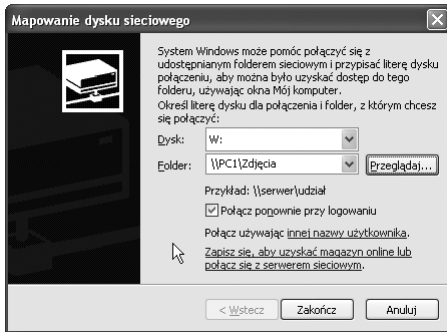 Mapowanie dysku sieciowego
System Windows może pomóc połączyć się z
udostępnianym folderem sieciowym i przypisać literę dysku
połączeniu, aby można było uzyskać dostęp do tego
folderu, używając okna Mój komputer.
Określ literę dysku dla połączenia i folder, z którym chcesz
się połączyć:
Dysk: W:
Folder: \\PC1\Zdjęcia Przeglądaj...
Przykład: \\serwer\udział
Połącz ponownie przy logowaniu
Połącz używając innej nazwy użytkownika.
Zapisz się, aby uzyskać magazyn online lub
połącz się z serwerem sieciowym.
< Wstecz Zakończ Anuluj